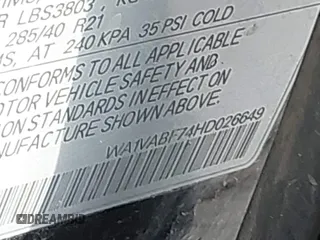 LBS3803,
285/40 R21
S, AT 240 KPA 35 PSI COLD
CONFORMS TO ALL APPLICABLE
MOTOR VEHICLE SAFETY AND
ON STANDARDS IN EFFECT ON
NUFACTURE SHOWN ABOVE.
WA1VABF74HD026649